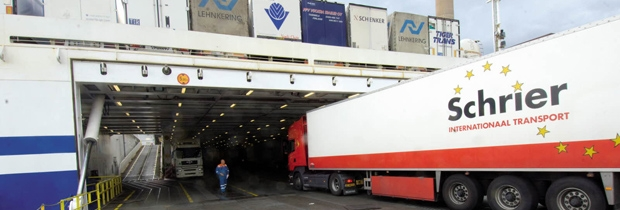 LEHNKERING
SCHENKER
LEHNKERING
TIGER
TRANS
Schrier
INTERNATIONAAL TRANSPORT